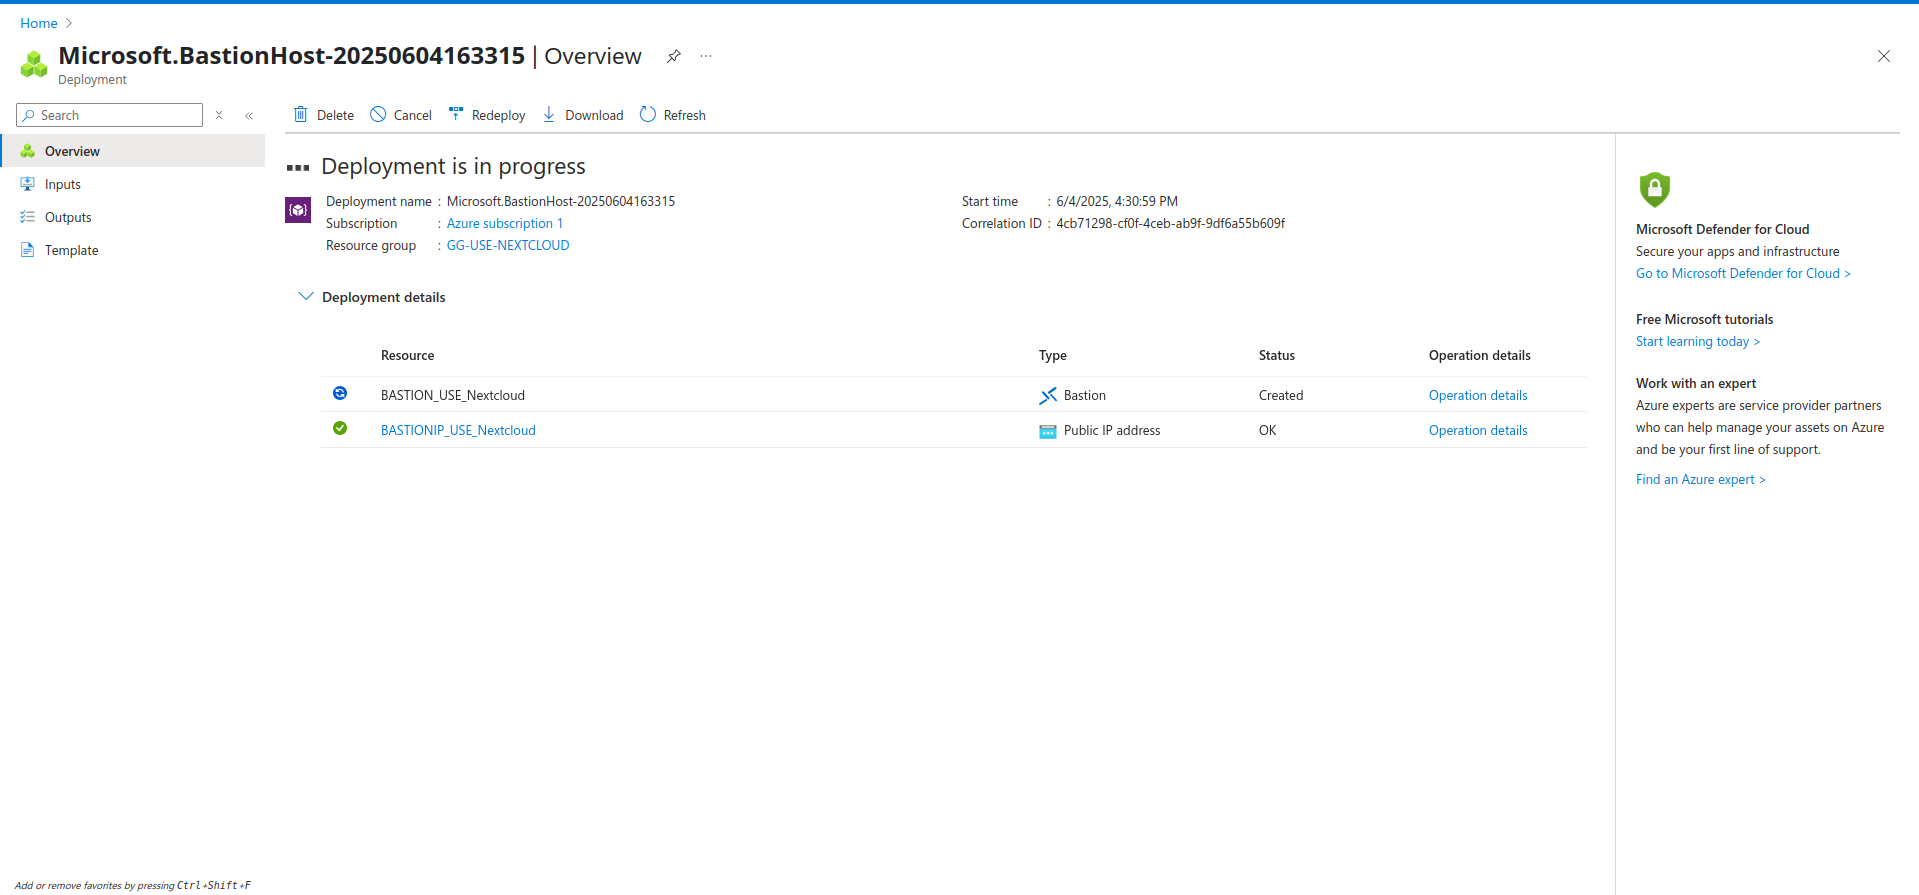 Home
Microsoft.BastionHost-20250604163315 | Overview
Deployment
Search
Delete Cancel Redeploy Download Refresh
Overview
Inputs
Outputs
Template
Deployment is in progress
Deployment name : Microsoft.BastionHost-20250604163315
Subscription : Azure subscription 1
Resource group : GG-USE-NEXTCLOUD
Start time : 6/4/2025, 4:30:59 PM
Correlation ID : 4cb71298-cf0f-4ceb-ab9f-9df6a55b609f
Deployment details
Resource Type Status Operation details
BASTION_USE_Nextcloud Bastion Created Operation details
BASTIONIP_USE_Nextcloud Public IP address OK Operation details
Microsoft Defender for Cloud
Secure your apps and infrastructure
Go to Microsoft Defender for Cloud >
Free Microsoft tutorials
Start learning today >
Work with an expert
Azure experts are service provider partners
who can help manage your assets on Azure
and be your first line of support.
Find an Azure expert >
Add or remove favorites by pressing Ctrl+Shift+F